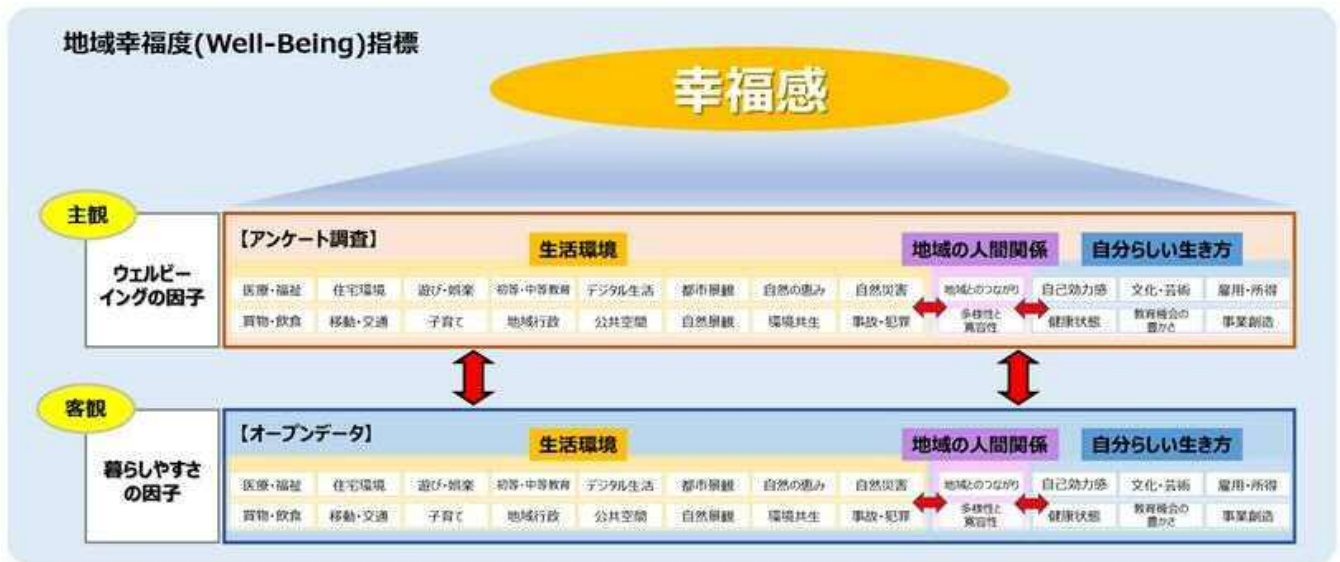 地域幸福度(Well-Being)指標
幸福感
主観
ウェルビー
イングの因子
【アンケート調査】
生活環境
地域の人間関係
自分らしい生き方
医療・福祉 住宅環境 遊び・娯楽 初等・中等教育 デジタル生活 都市景観 自然の恵み 自然災害 地域とのつながり 自己効力感 文化・芸術 雇用・所得
買物・飲食 移動・交通 子育て 地域行政 公共空間 自然景観 環境共生 事故・犯罪 多様性と
寛容性 健康状態 教育機会の
豊かさ 事業創造
客観
暮らしやすさ
の因子
【オープンデータ】
生活環境
地域の人間関係
自分らしい生き方
医療・福祉 住宅環境 遊び・娯楽 初等・中等教育 デジタル生活 都市景観 自然の恵み 自然災害 地域とのつながり 自己効力感 文化・芸術 雇用・所得
買物・飲食 移動・交通 子育て 地域行政 公共空間 自然景観 環境共生 事故・犯罪 多様性と
寛容性 健康状態 教育機会の
豊かさ 事業創造